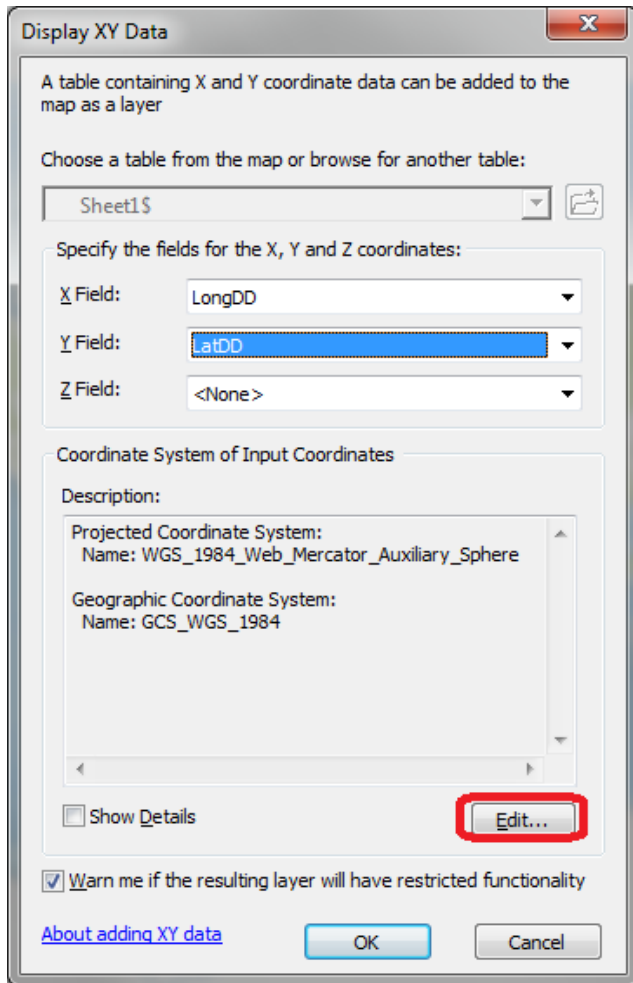 Display XY Data
A table containing X and Y coordinate data can be added to the
map as a layer
Choose a table from the map or browse for another table:
Sheet1$
Specify the fields for the X, Y and Z coordinates:
X Field: LongDD
Y Field: LatDD
Z Field: <None>
Coordinate System of Input Coordinates
Description:
Projected Coordinate System:
Name: WGS_1984_Web_Mercator_Auxiliary_Sphere
Geographic Coordinate System:
Name: GCS_WGS_1984
Show Details Edit...
Warn me if the resulting layer will have restricted functionality
About adding XY data OK Cancel